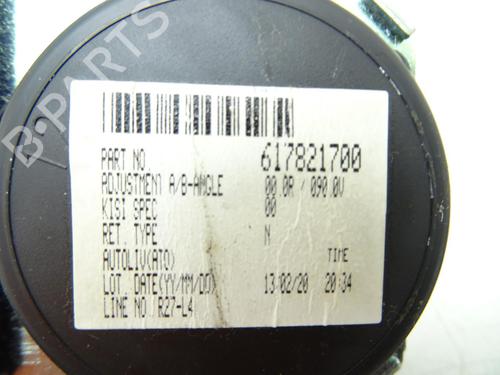 PART NO. 617821700
ADJUSTMENT A/B-ANGLE 00.0R / 090.0V
KISI SPEC 00
RET. TYPE N
AUTOLIV(ATO) TIME
LOT. DATE(YY/MM/DD) 13/02/20 20:34
LINE NO / R27-L4
B-PARTS